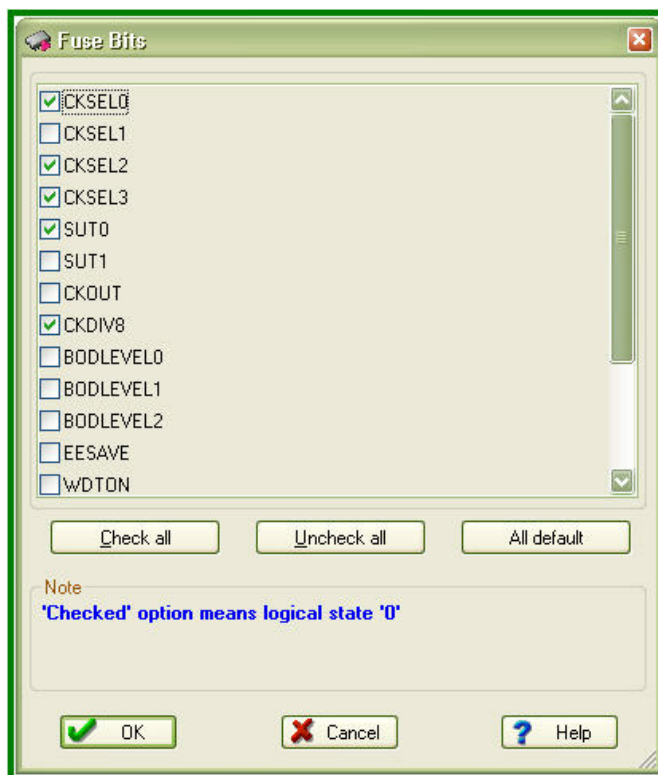 Fuse Bits
CKSEL0
CKSEL1
CKSEL2
CKSEL3
SUT0
SUT1
CKOUT
CKDIV8
BODLEVEL0
BODLEVEL1
BODLEVEL2
EESAVE
WDTON
Check all Uncheck all All default
Note
'Checked' option means logical state '0'
OK Cancel ? Help